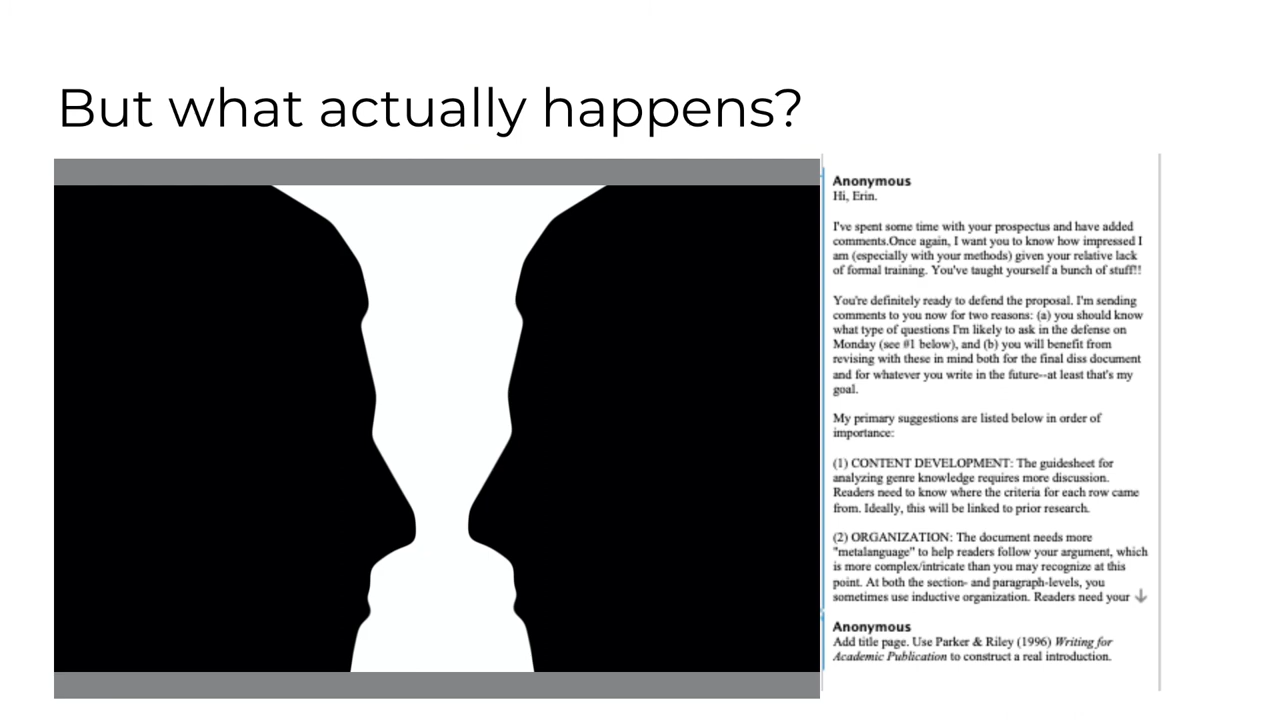 But what actually happens?
Anonymous
Hi, Erin.
I've spent some time with your prospectus and have added
comments.Once again, I want you to know how impressed I
am (especially with your methods) given your relative lack
of formal training. You've taught yourself a bunch of stuff!!
You're definitely ready to defend the proposal. I'm sending
comments to you now for two reasons: (a) you should know
what type of questions I'm likely to ask in the defense on
Monday (see #1 below), and (b) you will benefit from
revising with these in mind both for the final diss document
and for whatever you write in the future--at least that's my
goal.
My primary suggestions are listed below in order of
importance:
(1) CONTENT DEVELOPMENT: The guidesheet for
analyzing genre knowledge requires more discussion.
Readers need to know where the criteria for each row came
from. Ideally, this will be linked to prior research.
(2) ORGANIZATION: The document needs more
"metalanguage" to help readers follow your argument, which
is more complex/intricate than you may recognize at this
point. At both the section- and paragraph-levels, you
sometimes use inductive organization. Readers need your
Anonymous
Add title page. Use Parker & Riley (1996) Writing for
Academic Publication to construct a real introduction.